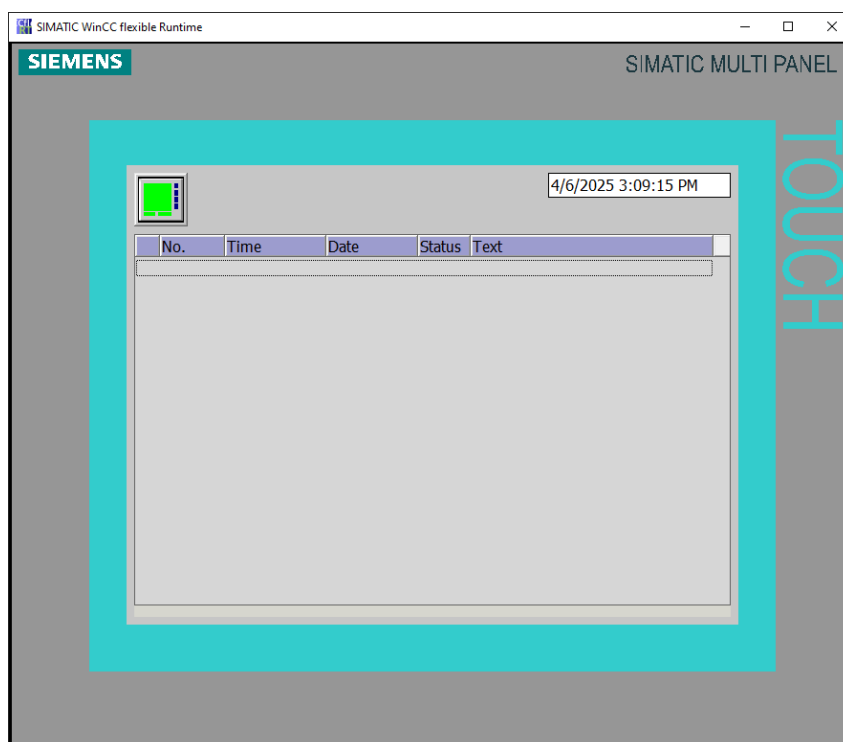 SIMATIC WinCC flexible Runtime
SIEMENS
SIMATIC MULTI PANEL
TOUCH
4/6/2025 3:09:15 PM
No. Time Date Status Text